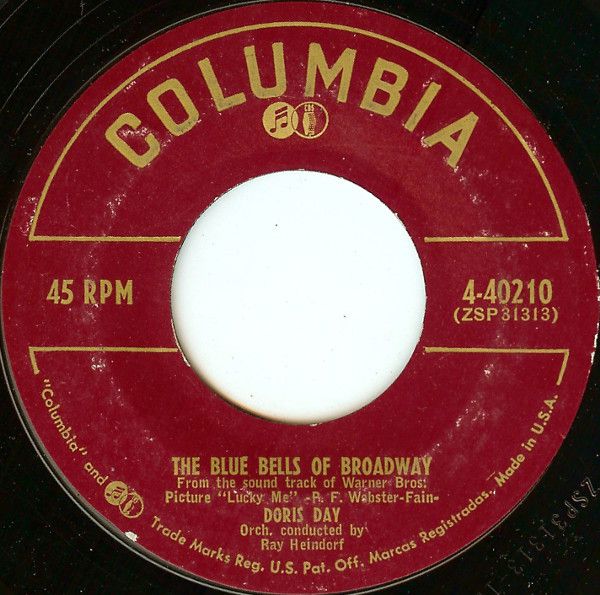 COLUMBIA
CBS
45 RPM
4-40210
(ZSP 31313)
THE BLUE BELLS OF BROADWAY
From the sound track of Warner Bros:
Picture "Lucky Me" -P. F. Webster-Fain-
DORIS DAY
Orch. conducted by
Ray Heindorf
"Columbia" and Trade Marks Reg. U.S. Pat. Off. Marcas Registradas. Made in U.S.A.